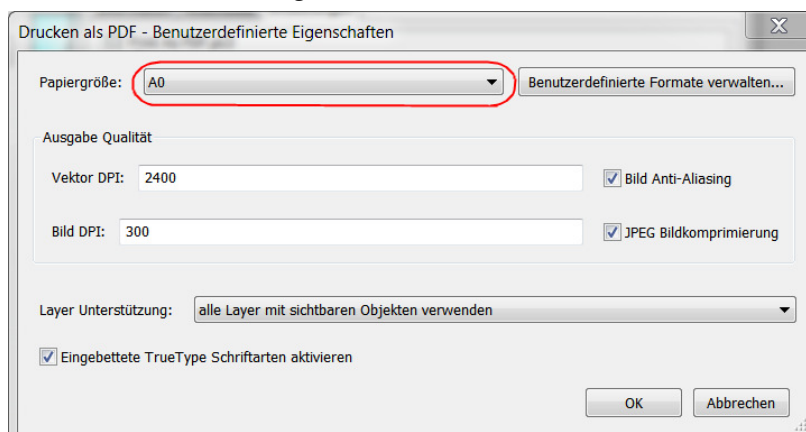 Drucken als PDF - Benutzerdefinierte Eigenschaften
Papiergröße: A0 Benutzerdefinierte Formate verwalten...
Ausgabe Qualität
Vektor DPI: 2400 Bild Anti-Aliasing
Bild DPI: 300 JPEG Bildkomprimierung
Layer Unterstützung: alle Layer mit sichtbaren Objekten verwenden
Eingebettete TrueType Schriftarten aktivieren
OK Abbrechen